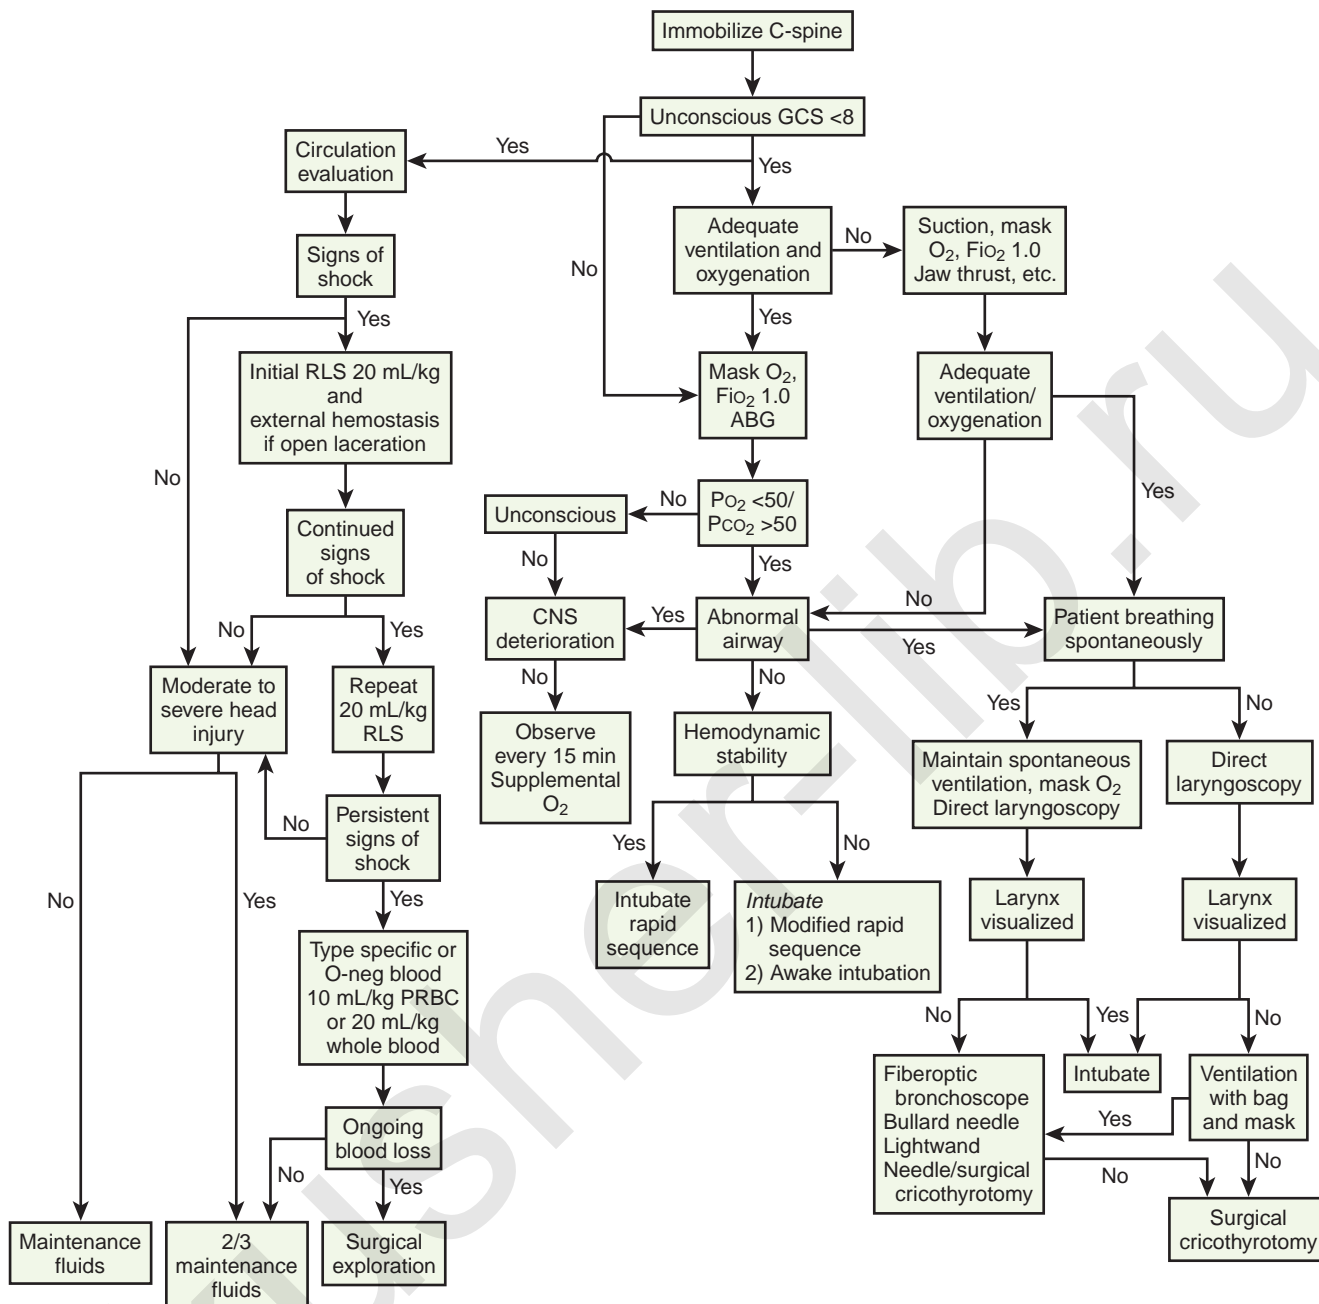 Immobilize C-spine
Unconscious GCS <8
Yes
Yes
No
Circulation
evaluation
Signs of
shock
Yes
No
Initial RLS 20 mL/kg
and
external hemostasis
if open laceration
Continued
signs
of shock
No
Yes
Moderate to
severe head
injury
Repeat
20 mL/kg
RLS
No
Persistent
signs of
shock
Yes
No
Yes
Type specific or
O-neg blood
10 mL/kg PRBC
or 20 mL/kg
whole blood
Ongoing
blood loss
No
Yes
Maintenance
fluids
2/3
maintenance
fluids
Surgical
exploration
Adequate
ventilation and
oxygenation
No
Yes
Suction, mask
O2, FIO2 1.0
Jaw thrust, etc.
Mask O2,
FIO2 1.0
ABG
Adequate
ventilation/
oxygenation
No
Yes
PO2 <50/
PCO2 >50
No
Yes
Unconscious
No
CNS
deterioration
Yes
No
Observe
every 15 min
Supplemental
O2
Abnormal
airway
Yes
No
Hemodynamic
stability
Yes
No
Intubate
rapid
sequence
Intubate
1) Modified rapid
sequence
2) Awake intubation
Patient breathing
spontaneously
Yes
No
Maintain spontaneous
ventilation, mask O2
Direct laryngoscopy
Direct
laryngoscopy
Larynx
visualized
Larynx
visualized
No
Yes
No
Fiberoptic
bronchoscope
Bullard needle
Lightwand
Needle/surgical
cricothyrotomy
Intubate
Ventilation
with bag
and mask
Yes
No
No
Surgical
cricothyrotomy
usher-lib.ru